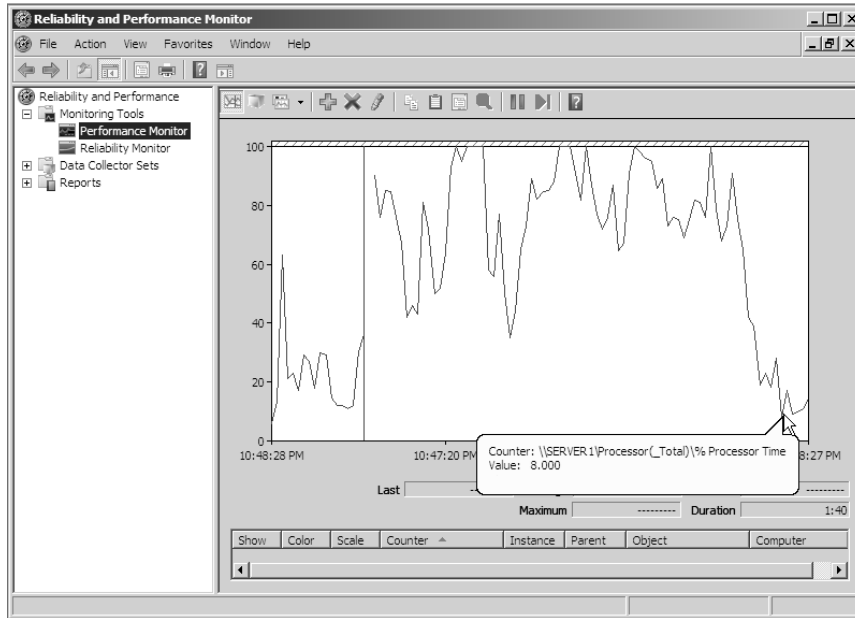 Reliability and Performance Monitor
File Action View Favorites Window Help
Reliability and Performance
Monitoring Tools
Performance Monitor
Reliability Monitor
Data Collector Sets
Reports
100
80
60
40
20
0
10:48:28 PM 10:47:20 PM 8:27 PM
Counter: \\SERVER1\Processor(_Total)\% Processor Time
Value: 8.000
Last --------- 
Maximum --------- Duration 1:40
Show Color Scale Counter Instance Parent Object Computer